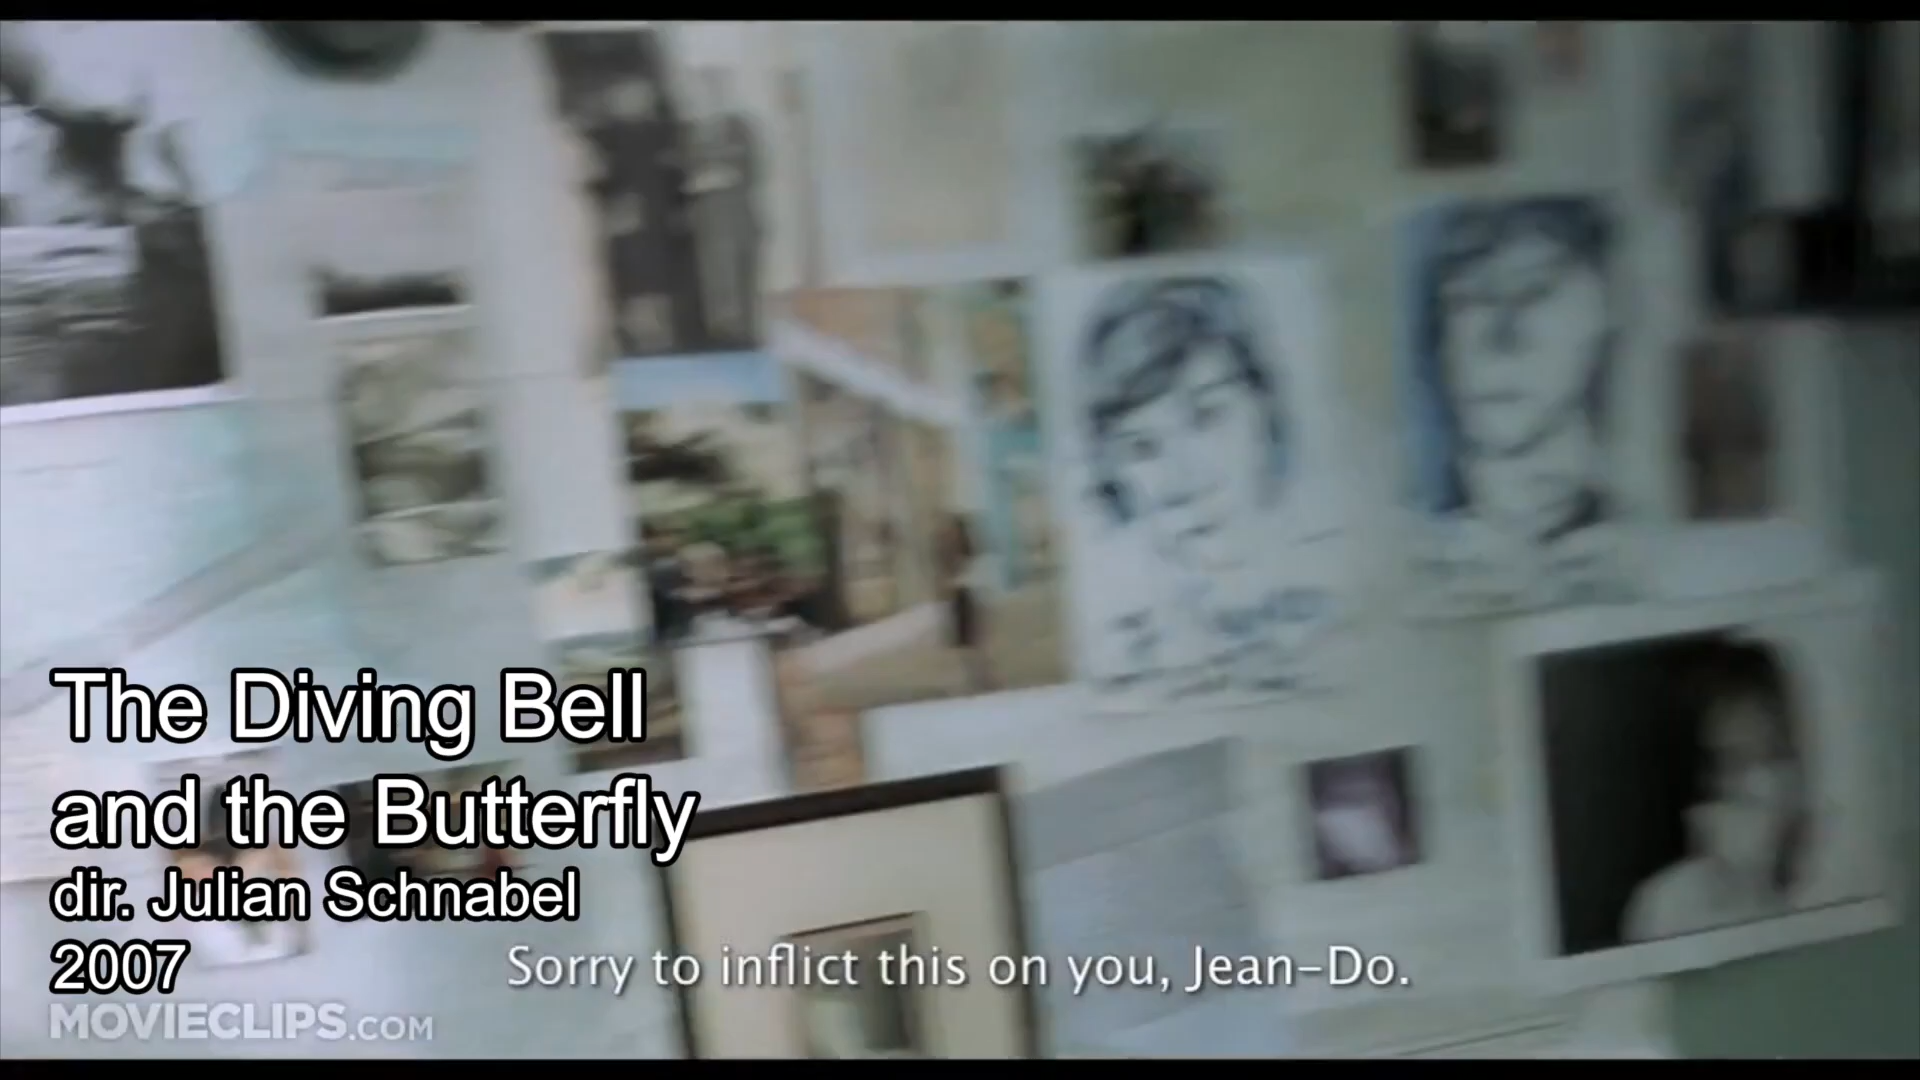 The Diving Bell
and the Butterfly
dir. Julian Schnabel
2007
Sorry to inflict this on you, Jean-Do.
MOVIECLIPS.COM